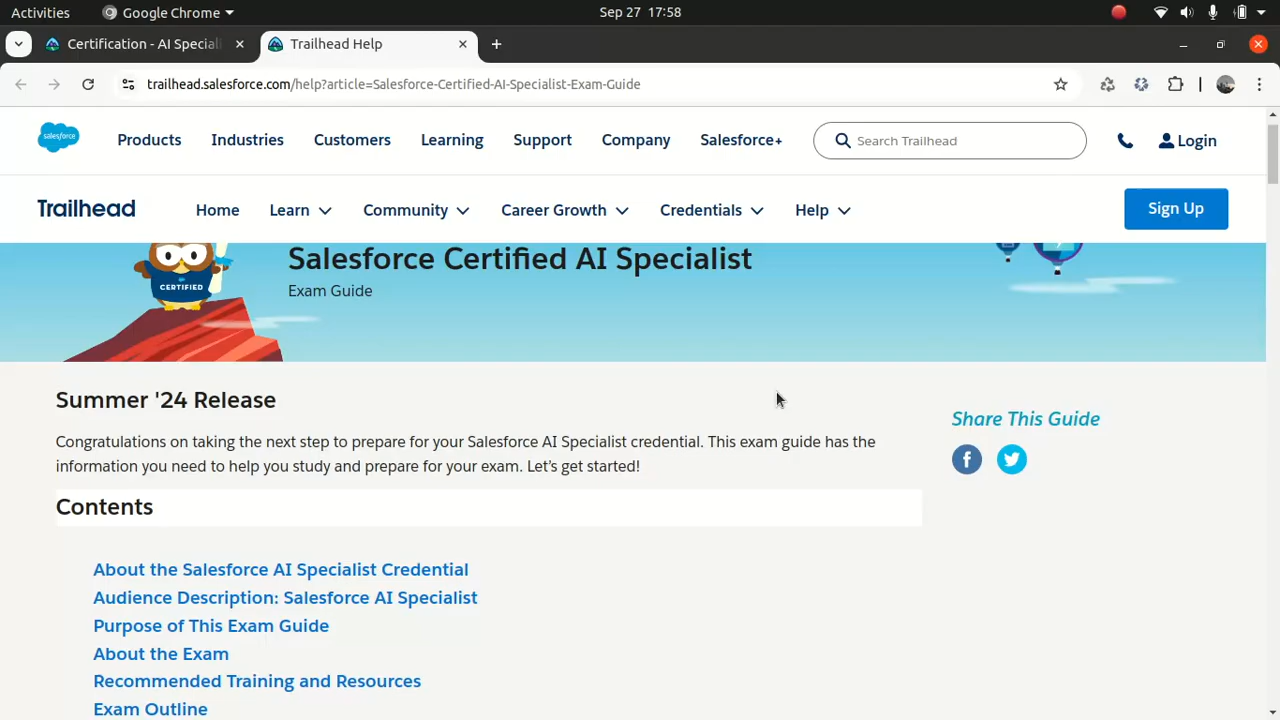 Activities Google Chrome Sep 27 17:58
Certification - AI Speciali Trailhead Help
trailhead.salesforce.com/help?article=Salesforce-Certified-AI-Specialist-Exam-Guide
salesforce Products Industries Customers Learning Support Company Salesforce+ Search Trailhead Login
Trailhead Home Learn Community Career Growth Credentials Help Sign Up
CERTIFIED
Salesforce Certified AI Specialist
Exam Guide
Summer '24 Release
Share This Guide
Congratulations on taking the next step to prepare for your Salesforce AI Specialist credential. This exam guide has the
information you need to help you study and prepare for your exam. Let's get started!
Contents
About the Salesforce AI Specialist Credential
Audience Description: Salesforce AI Specialist
Purpose of This Exam Guide
About the Exam
Recommended Training and Resources
Exam Outline